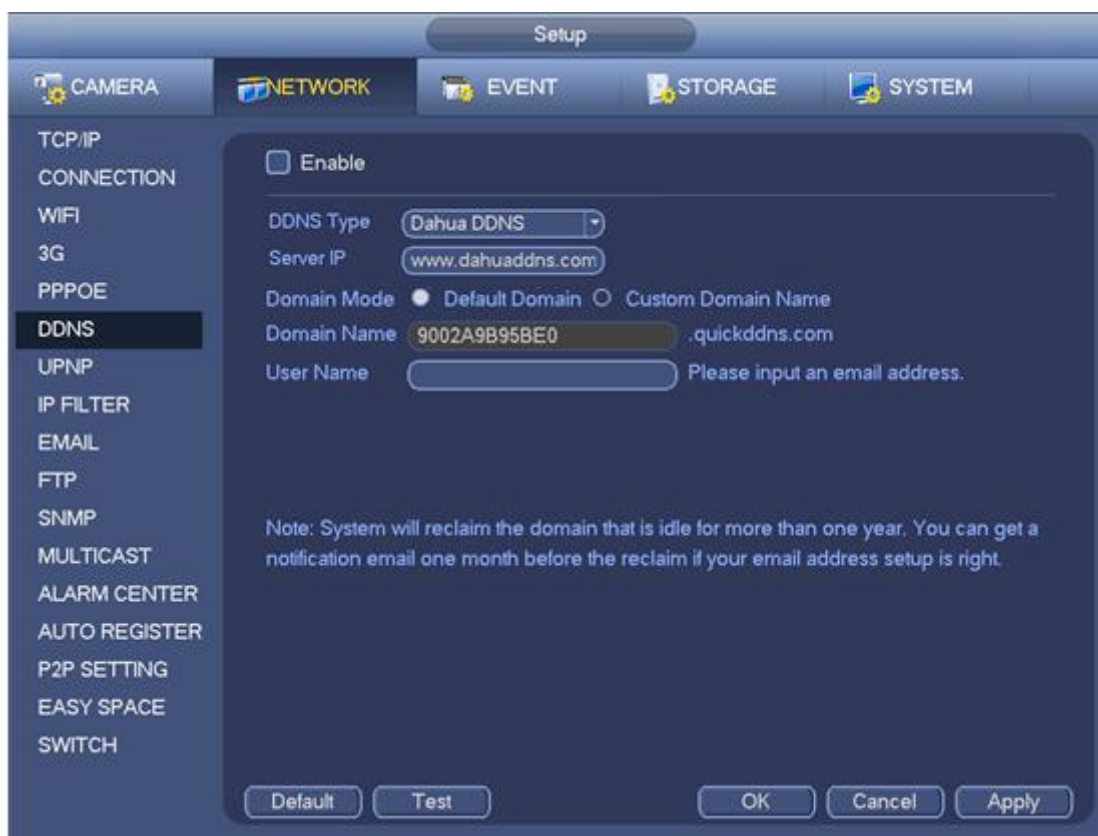 Setup
CAMERA NETWORK EVENT STORAGE SYSTEM
TCP/IP
CONNECTION
WIFI
3G
PPPOE
DDNS
UPNP
IP FILTER
EMAIL
FTP
SNMP
MULTICAST
ALARM CENTER
AUTO REGISTER
P2P SETTING
EASY SPACE
SWITCH
Enable
DDNS Type Dahua DDNS
Server IP www.dahuaddns.com
Domain Mode Default Domain Custom Domain Name
Domain Name 9002A9B95BE0 .quickddns.com
User Name Please input an email address.
Note: System will reclaim the domain that is idle for more than one year. You can get a
notification email one month before the reclaim if your email address setup is right.
Default Test OK Cancel Apply